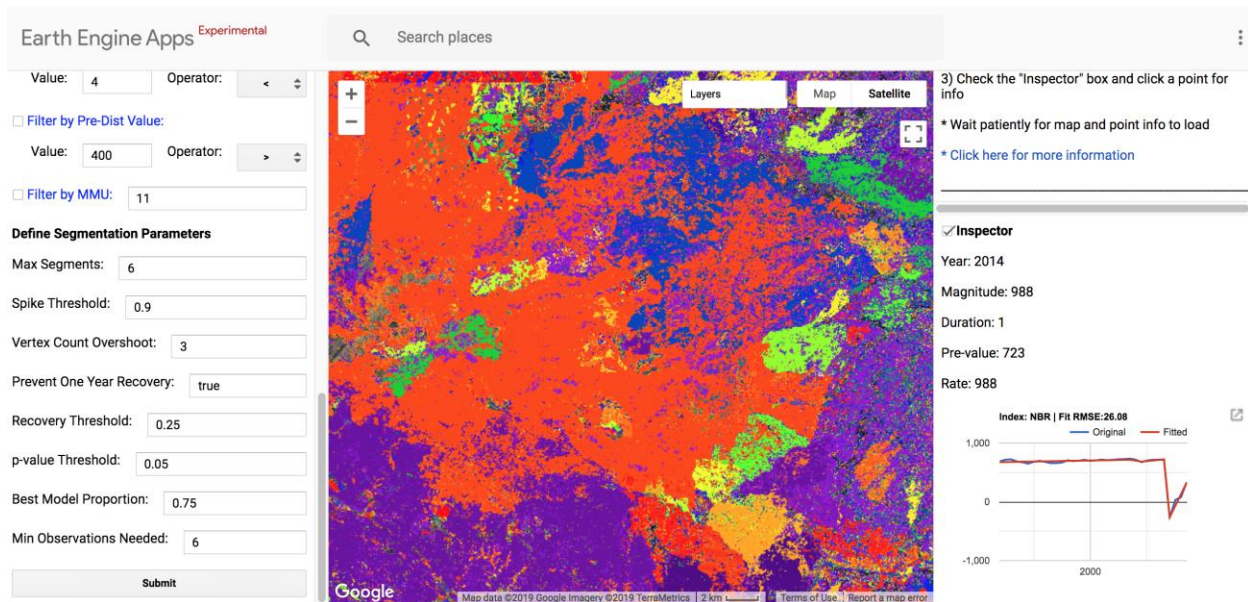 Earth Engine Apps Experimental
Search places
Value: 4 Operator: <
Filter by Pre-Dist Value:
Value: 400 Operator: >
Filter by MMU: 11
Define Segmentation Parameters
Max Segments: 6
Spike Threshold: 0.9
Vertex Count Overshoot: 3
Prevent One Year Recovery: true
Recovery Threshold: 0.25
p-value Threshold: 0.05
Best Model Proportion: 0.75
Min Observations Needed: 6
Submit
+
−
Layers
Map Satellite
Google
Map data ©2019 Google Imagery ©2019 TerraMetrics 2 km Terms of Use Report a map error
3) Check the "Inspector" box and click a point for
info
* Wait patiently for map and point info to load
* Click here for more information
Inspector
Year: 2014
Magnitude: 988
Duration: 1
Pre-value: 723
Rate: 988
Index: NBR | Fit RMSE:26.08
Original Fitted
1,000
0
-1,000
2000